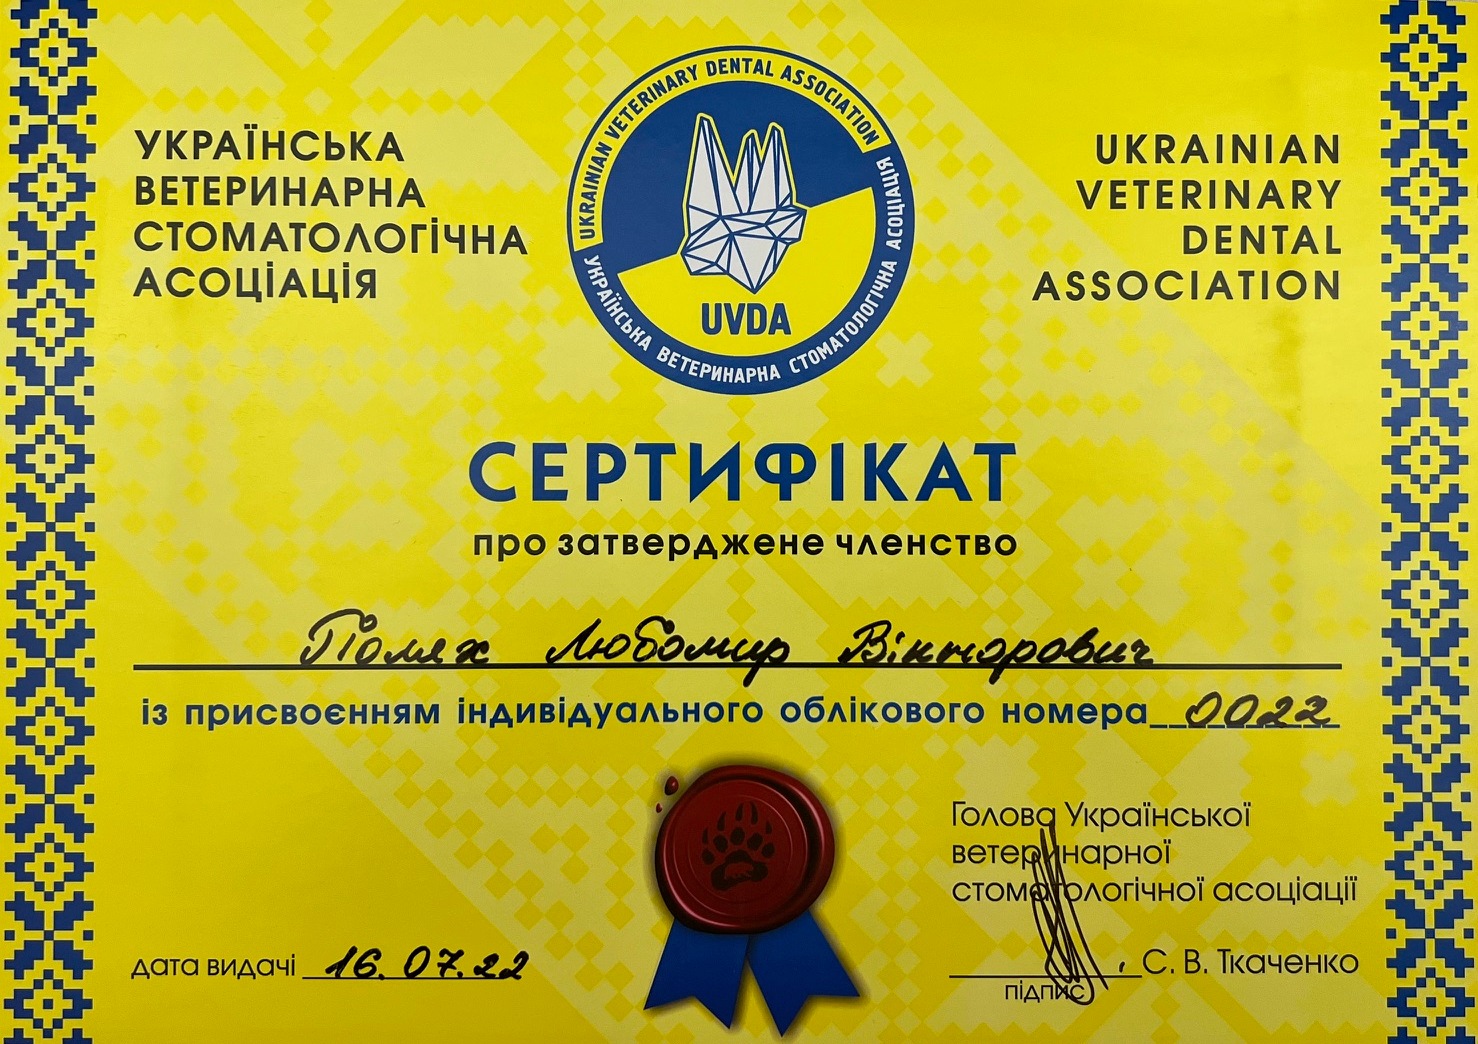 УКРАЇНСЬКА
ВЕТЕРИНАРНА
СТОМАТОЛОГІЧНА
АСОЦІАЦІЯ
UKRAINIAN VETERINARY DENTAL ASSOCIATION
УКРАЇНСЬКА ВЕТЕРИНАРНА СТОМАТОЛОГІЧНА АСОЦІАЦІЯ
UVDA
UKRAINIAN
VETERINARY
DENTAL
ASSOCIATION
СЕРТИФІКАТ
про затверджене членство
Помях Любомир Вікторович
із присвоєнням індивідуального облікового номера 0022
Голова Української
ветеринарної
стоматологічної асоціації
дата видачі 16.07.22
С. В. Ткаченко
підпис